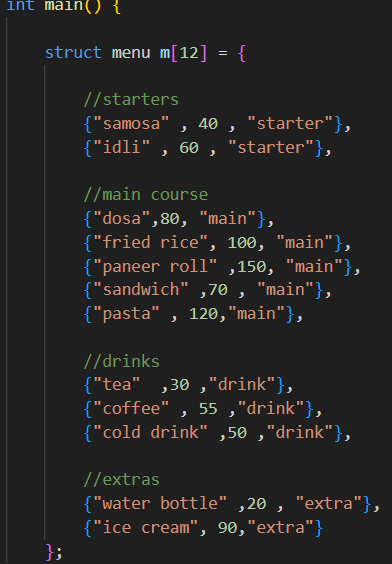 int main() {
struct menu m[12] = {
//starters
{"samosa" , 40 , "starter"},
{"idli" , 60 , "starter"},
//main course
{"dosa",80, "main"},
{"fried rice", 100, "main"},
{"paneer roll" ,150, "main"},
{"sandwich" ,70 , "main"},
{"pasta" , 120,"main"},
//drinks
{"tea"  ,30 ,"drink"},
{"coffee" , 55 ,"drink"},
{"cold drink" ,50 ,"drink"},
//extras
{"water bottle" ,20 , "extra"},
{"ice cream", 90,"extra"}
};